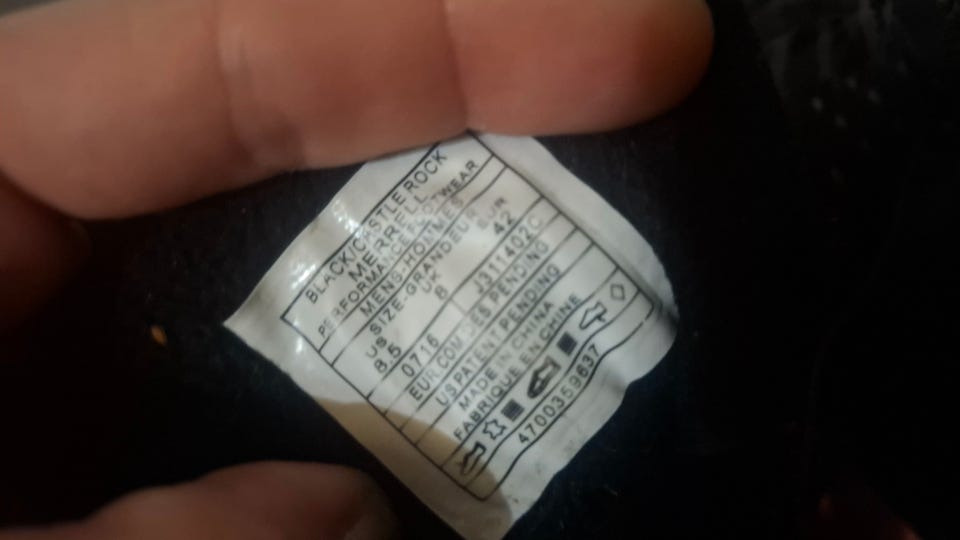 BLACK/CASTLE ROCK
MERRELL
PERFORMANCE FOOTWEAR
MENS-HOMMES
SIZE-GRANDEUR
US UK EUR
8.5 8 42
0716 J311402C
EUR.COM.DES PENDING
US PATENT PENDING
MADE IN CHINA
FABRIQUE EN CHINE
4700359637